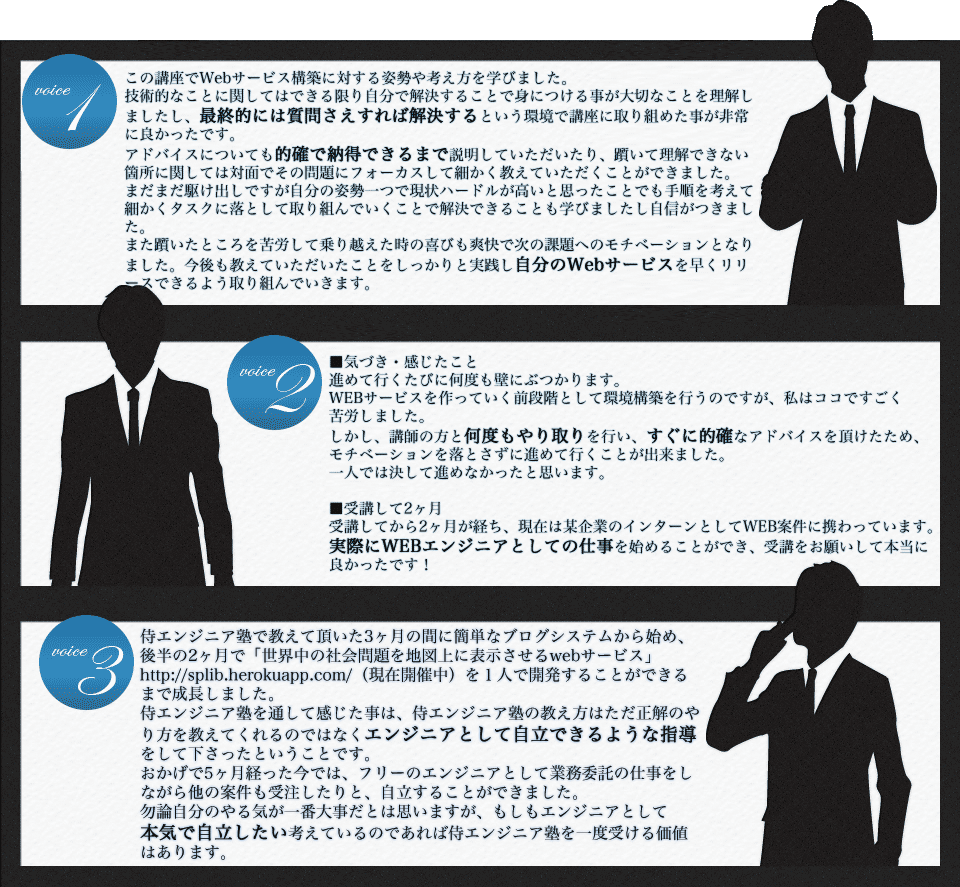 voice 1
この講座でWebサービス構築に対する姿勢や考え方を学びました。
技術的なことに関してはできる限り自分で解決することで身につける事が大切なことを理解し
ましたし、最終的には質問さえすれば解決するという環境で講座に取り組めた事が非常
に良かったです。
アドバイスについても的確で納得できるまで説明していただいたり、躓いて理解できない
箇所に関しては対面でその問題にフォーカスして細かく教えていただくことができました。
まだまだ駆け出しですが自分の姿勢一つで現状ハードルが高いと思ったことでも手順を考えて
細かくタスクに落として取り組んでいくことで解決できることも学びましたし自信がつきまし
た。
また躓いたところを苦労して乗り越えた時の喜びも爽快で次の課題へのモチベーションとなり
ました。今後も教えていただいたことをしっかりと実践し自分のWebサービスを早くリリ
ースできるよう取り組んでいきます。
voice 2
■気づき・感じたこと
進めて行くたびに何度も壁にぶつかります。
WEBサービスを作っていく前段階として環境構築を行うのですが、私はココですごく
苦労しました。
しかし、講師の方と何度もやり取りを行い、すぐに的確なアドバイスを頂けたため、
モチベーションを落とさずに進めて行くことが出来ました。
一人では決して進めなかったと思います。
■受講して2ヶ月
受講してから2ヶ月が経ち、現在は某企業のインターンとしてWEB案件に携わっています。
実際にWEBエンジニアとしての仕事を始めることができ、受講をお願いして本当に
良かったです！
voice 3
侍エンジニア塾で教えて頂いた3ヶ月の間に簡単なブログシステムから始め、
後半の2ヶ月で「世界中の社会問題を地図上に表示させるwebサービス」
http://splib.herokuapp.com/（現在開催中）を１人で開発することができる
まで成長しました。
侍エンジニア塾を通して感じた事は、侍エンジニア塾の教え方はただ正解のや
り方を教えてくれるのではなくエンジニアとして自立できるような指導
をして下さったということです。
おかげで5ヶ月経った今では、フリーのエンジニアとして業務委託の仕事をし
ながら他の案件も受注したりと、自立することができました。
勿論自分のやる気が一番大事だとは思いますが、もしもエンジニアとして
本気で自立したい考えているのであれば侍エンジニア塾を一度受ける価値
はあります。